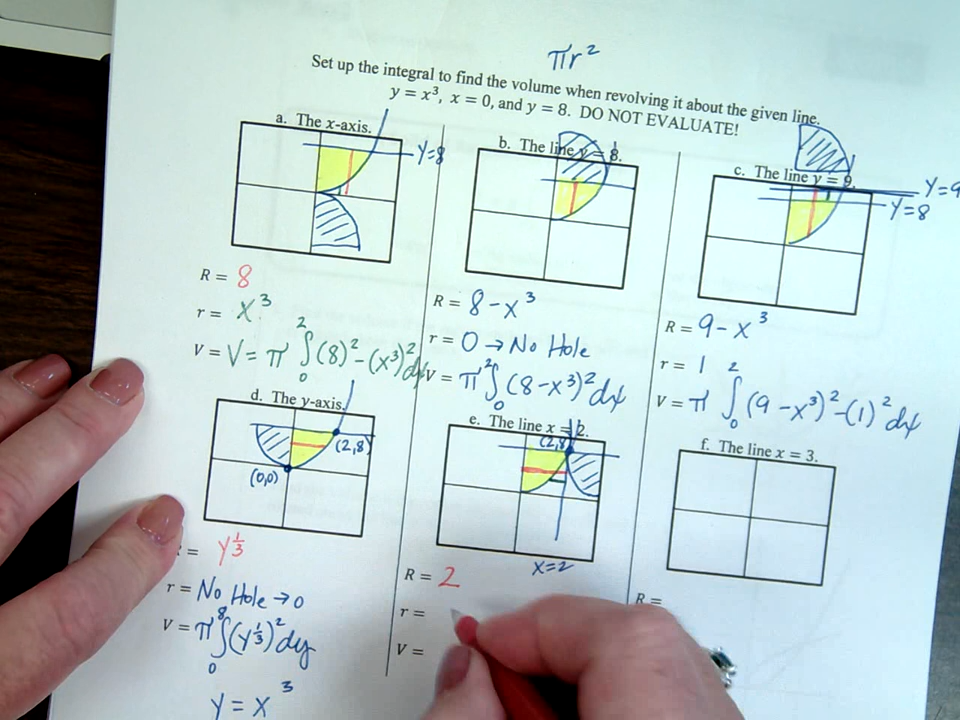 πr²
Set up the integral to find the volume when revolving it about the given line.
y = x³, x = 0, and y = 8. DO NOT EVALUATE!
a. The x-axis.
y=8
R = 8
r = x³
V = V = π ∫₀² (8)² - (x³)² dx
b. The line y = 8.
R = 8 - x³
r = 0 → No Hole
V = π ∫₀² (8 - x³)² dx
c. The line y = 9.
y=9
y=8
R = 9 - x³
r = 1
V = π ∫₀² (9 - x³)² - (1)² dx
d. The y-axis.
(2,8)
(0,0)
= y^(1/3)
r = No Hole → 0
V = π ∫₀⁸ (y^(1/3))² dy
y = x³
e. The line x = 2.
(2,8)
x=2
R = 2
r =
V =
f. The line x = 3.
R =